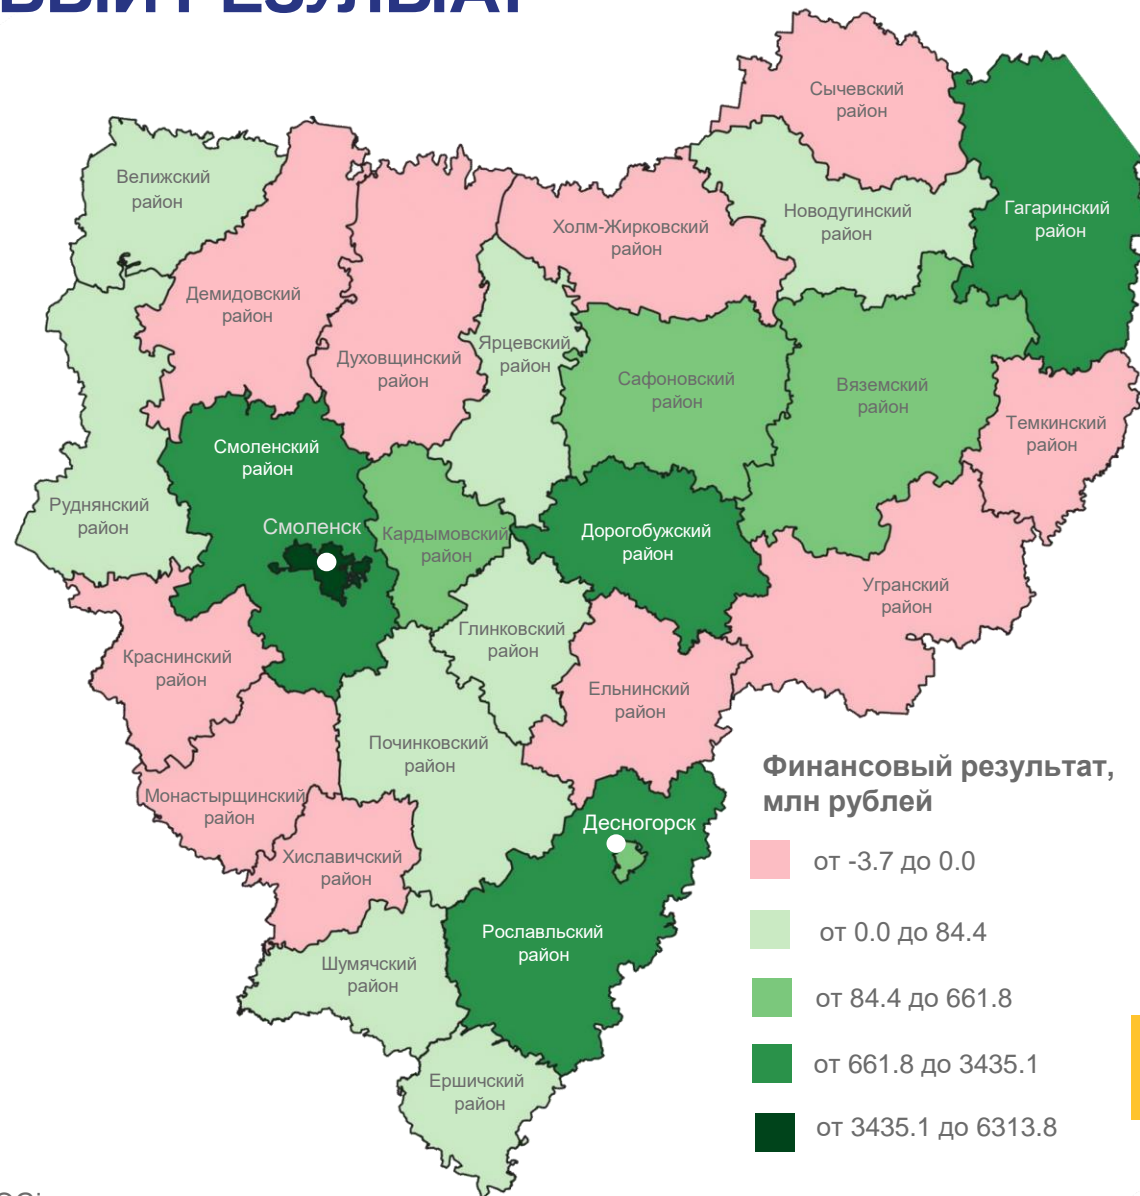 ВЫЙ РЕЗУЛЬТАТ
Сычевский
район
Велижский
район
Новодугинский
район
Гагаринский
район
Холм-Жирковский
район
Демидовский
район
Духовщинский
район
Ярцевский
район
Сафоновский
район
Вяземский
район
Темкинский
район
Смоленский
район
Руднянский
район
Смоленск
Кардымовский
район
Дорогобужский
район
Угранский
район
Глинковский
район
Краснинский
район
Ельнинский
район
Починковский
район
Монастырщинский
район
Хиславичский
район
Десногорск
Рославльский
район
Шумячский
район
Ершичский
район
Финансовый результат,
млн рублей
от -3.7 до 0.0
от 0.0 до 84.4
от 84.4 до 661.8
от 661.8 до 3435.1
от 3435.1 до 6313.8